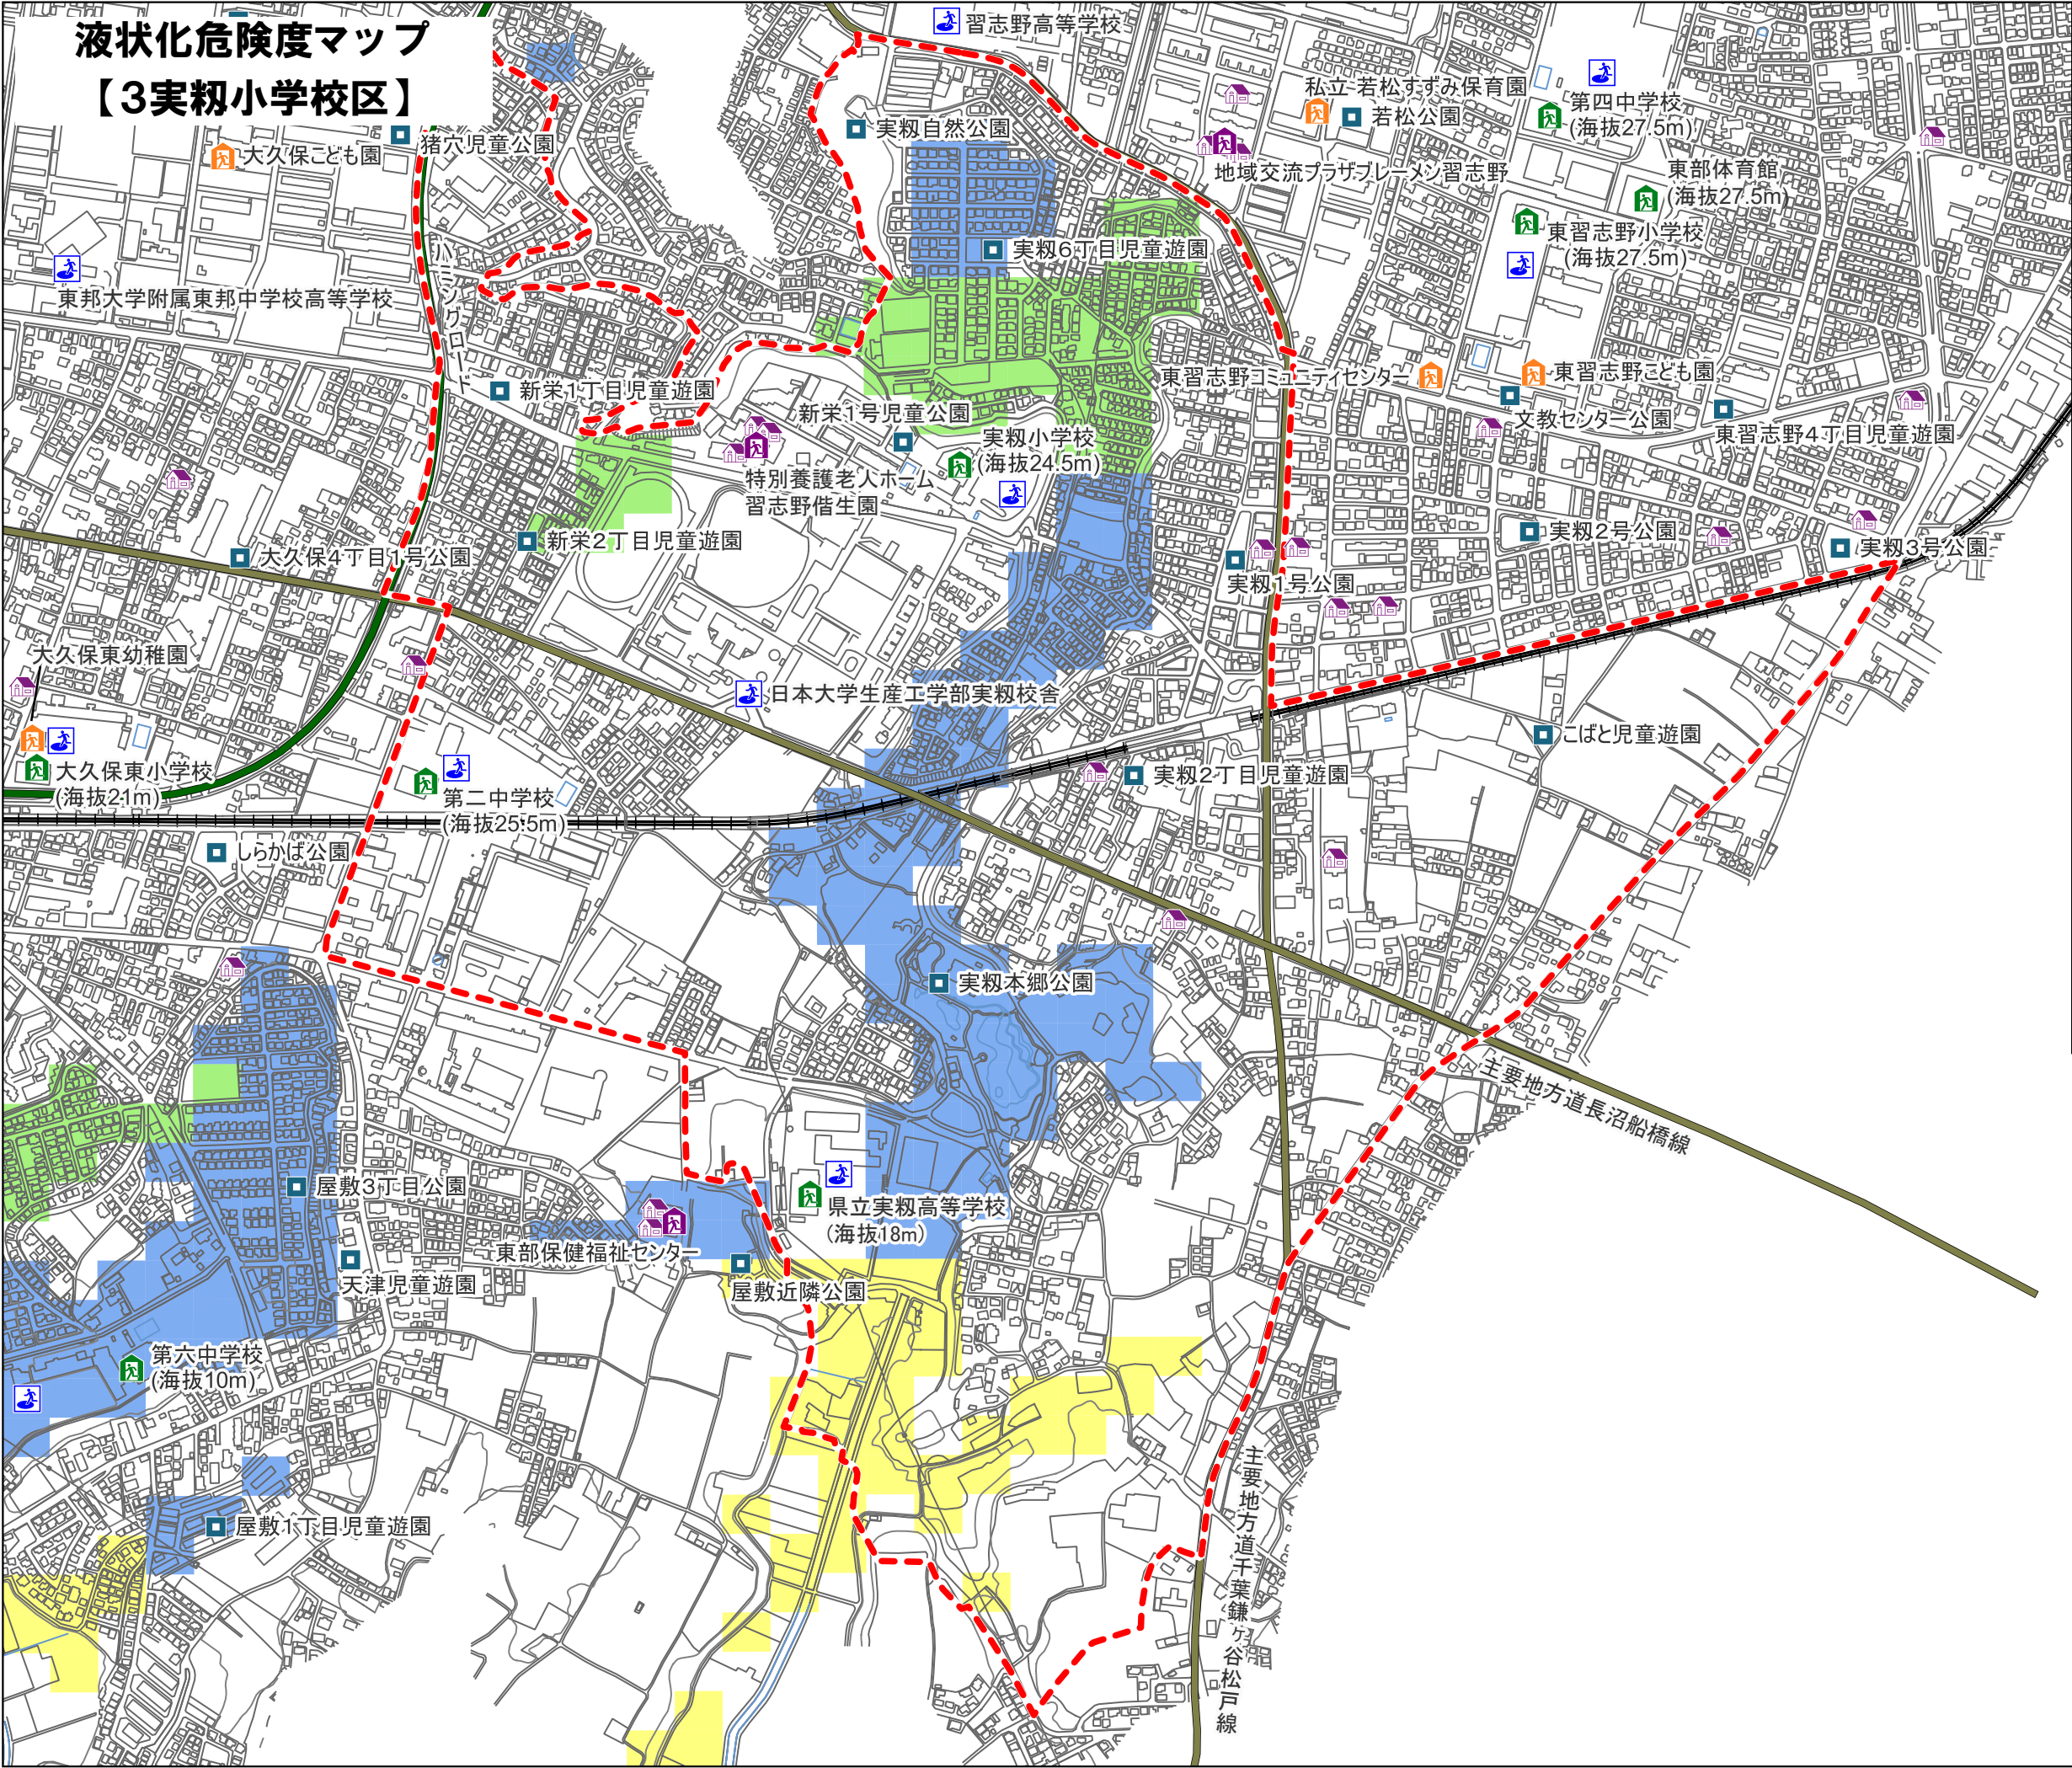 液状化危険度マップ
【３実籾小学校区】
習志野高等学校
私立 若松すずみ保育園
若松公園
第四中学校
(海抜27.5m)
実籾自然公園
猪穴児童公園
大久保こども園
地域交流プラザブレーメン習志野
東部体育館
(海抜27.5m)
東習志野小学校
(海抜27.5m)
実籾６丁目児童遊園
東邦大学附属東邦中学校高等学校
ハミングロード
新栄１丁目児童遊園
東習志野コミュニティセンター
東習志野こども園
新栄１号児童公園
文教センター公園
東習志野４丁目児童遊園
実籾小学校
(海抜24.5m)
特別養護老人ホーム
習志野偕生園
新栄２丁目児童遊園
大久保４丁目１号公園
実籾２号公園
実籾３号公園
実籾１号公園
大久保東幼稚園
日本大学生産工学部実籾校舎
こばと児童遊園
大久保東小学校
(海抜21m)
実籾２丁目児童遊園
第二中学校
(海抜25.5m)
しらかば公園
実籾本郷公園
主要地方道長沼船橋線
屋敷３丁目公園
県立実籾高等学校
(海抜18m)
東部保健福祉センター
天津児童遊園
屋敷近隣公園
第六中学校
(海抜10m)
主要地方道千葉鎌ヶ谷松戸線
屋敷１丁目児童遊園